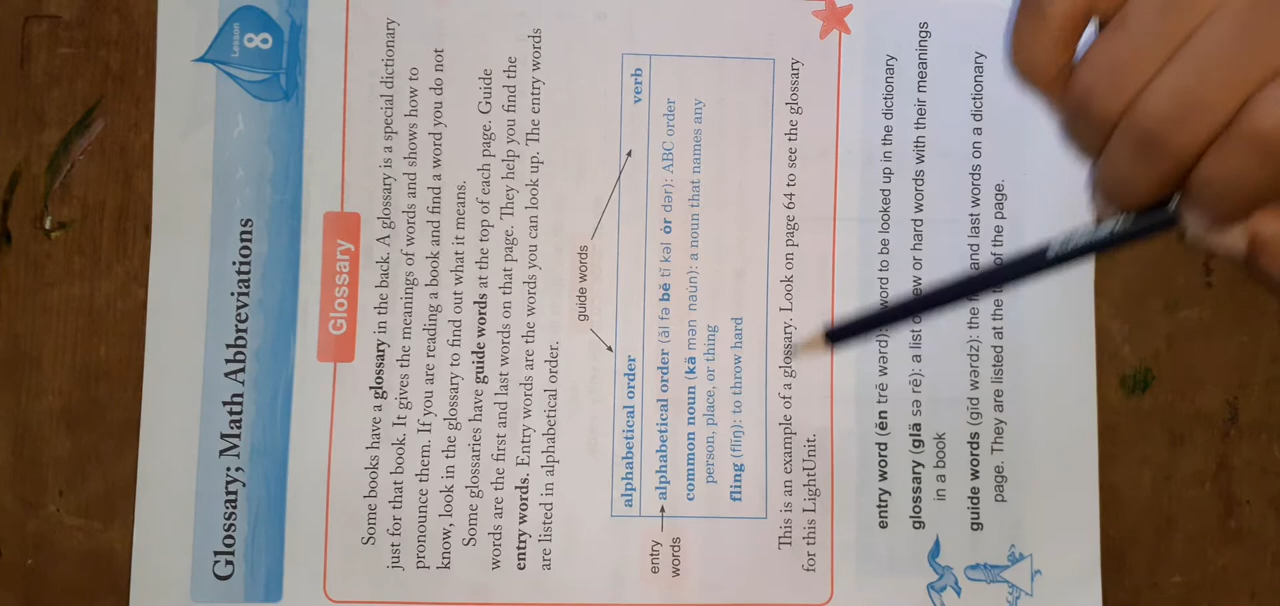 Lesson
8
Glossary; Math Abbreviations
Glossary
Some books have a glossary in the back. A glossary is a special dictionary
just for that book. It gives the meanings of words and shows how to
pronounce them. If you are reading a book and find a word you do not
know, look in the glossary to find out what it means.
Some glossaries have guide words at the top of each page. Guide
words are the first and last words on that page. They help you find the
entry words. Entry words are the words you can look up. The entry words
are listed in alphabetical order.
guide words
alphabetical order verb
entry words
alphabetical order (ăl fə bĕ tĭ kəl ȯr dər): ABC order
common noun (kä mən nau̇n): a noun that names any
person, place, or thing
fling (flĭŋ): to throw hard
This is an example of a glossary. Look on page 64 to see the glossary
for this LightUnit.
entry word (ĕn trē wərd): word to be looked up in the dictionary
glossary (glä sə rē): a list or hard words with their meanings
in a book
guide words (gīd wərdz): the and last words on a dictionary
page. They are listed at the of the page.